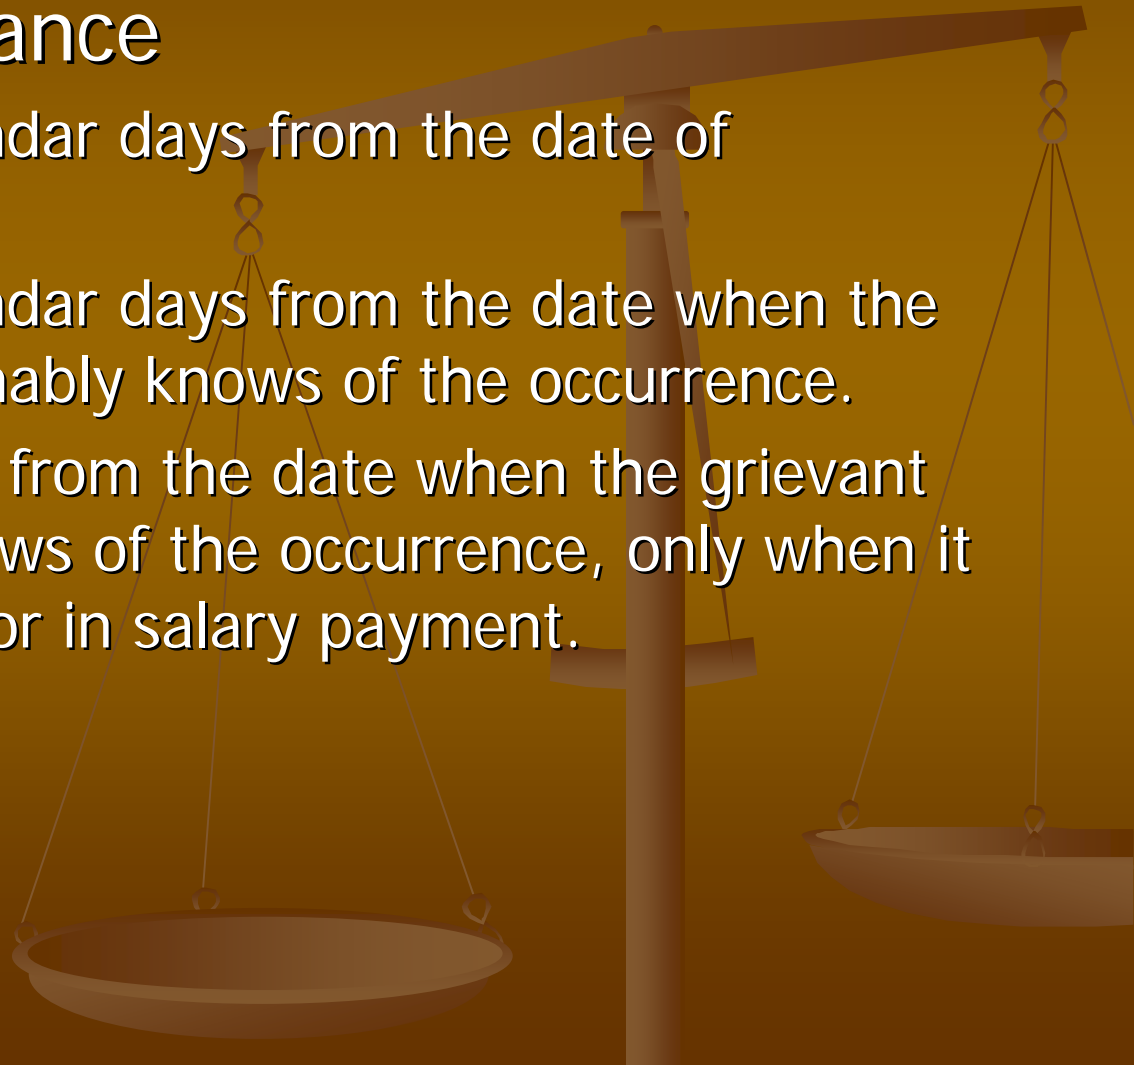 ance
ndar days from the date of
ndar days from the date when the
nably knows of the occurrence.
from the date when the grievant
ws of the occurrence, only when it
or in salary payment.